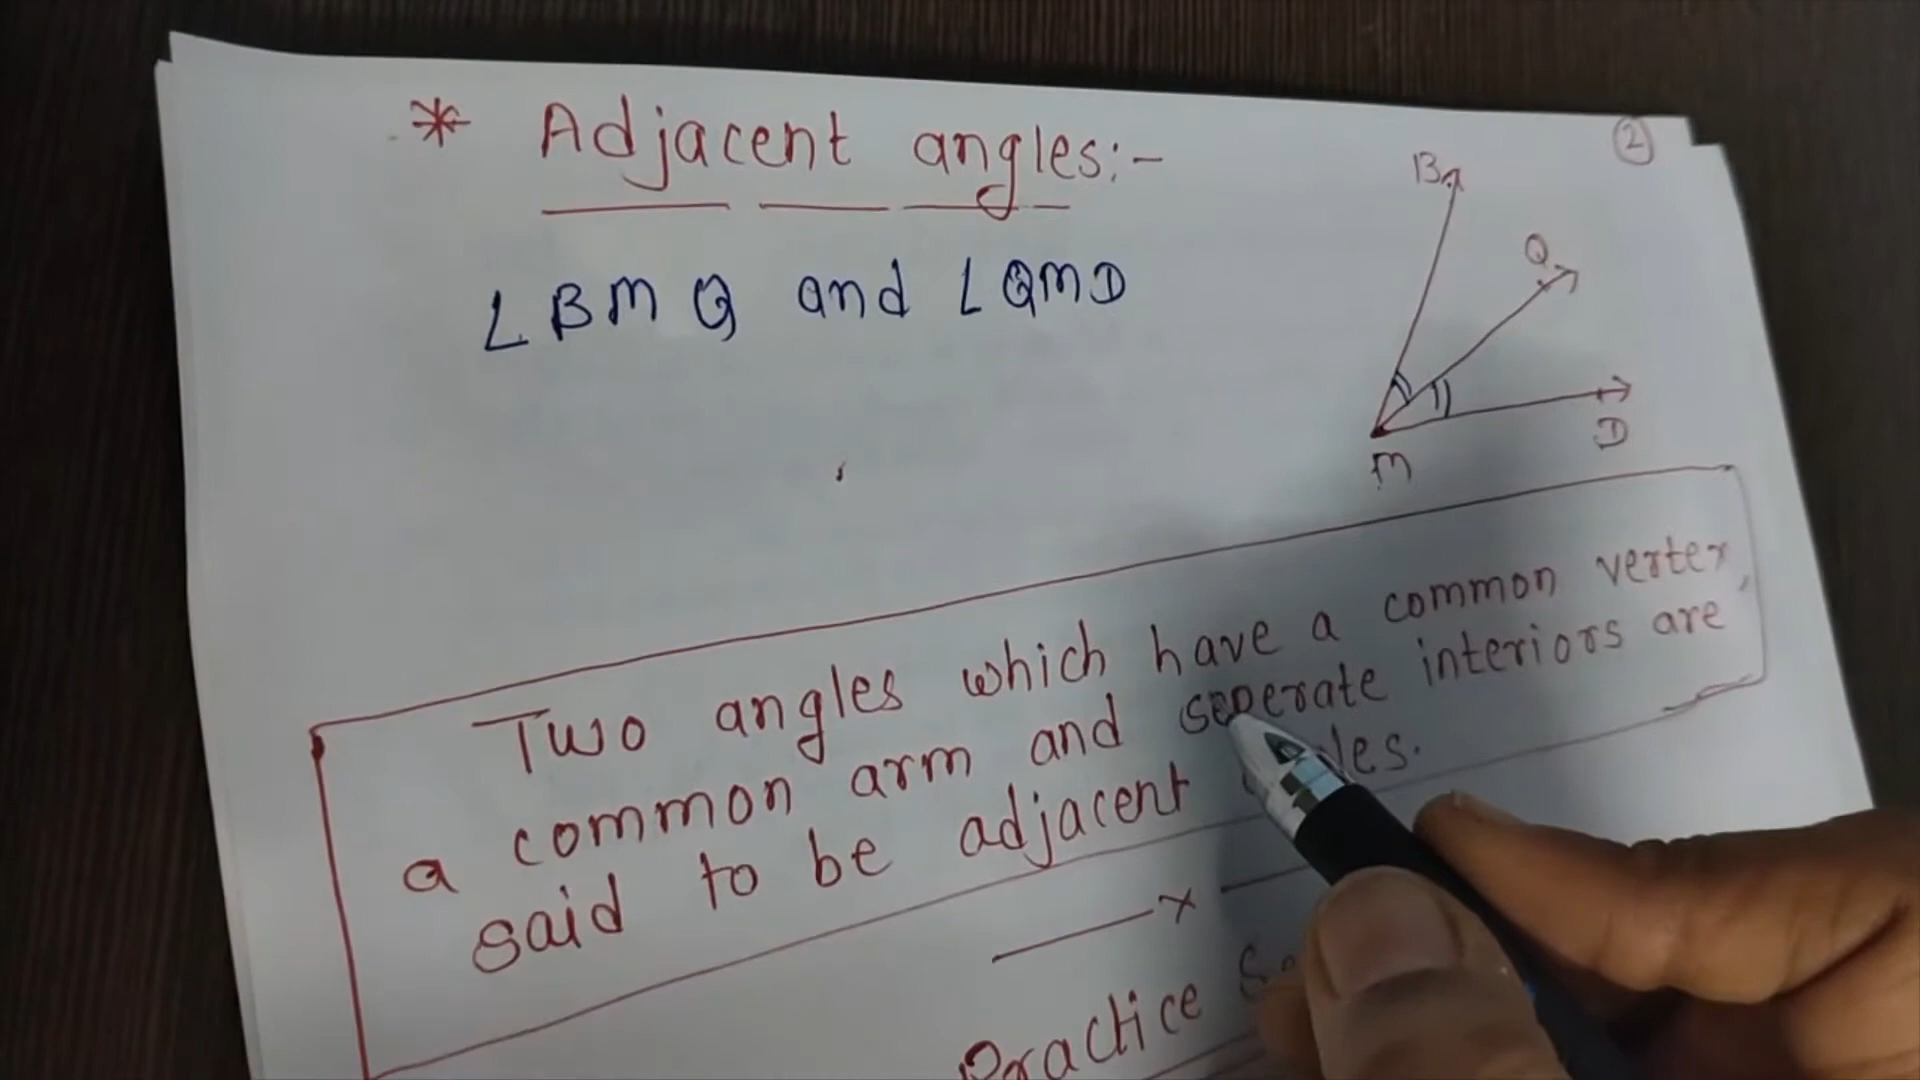 * Adjacent angles:-
2
∠BMQ and ∠QMD
B
Q
D
M
Two angles which have a common vertex,
a common arm and seperate interiors are
said to be adjacent
Practice